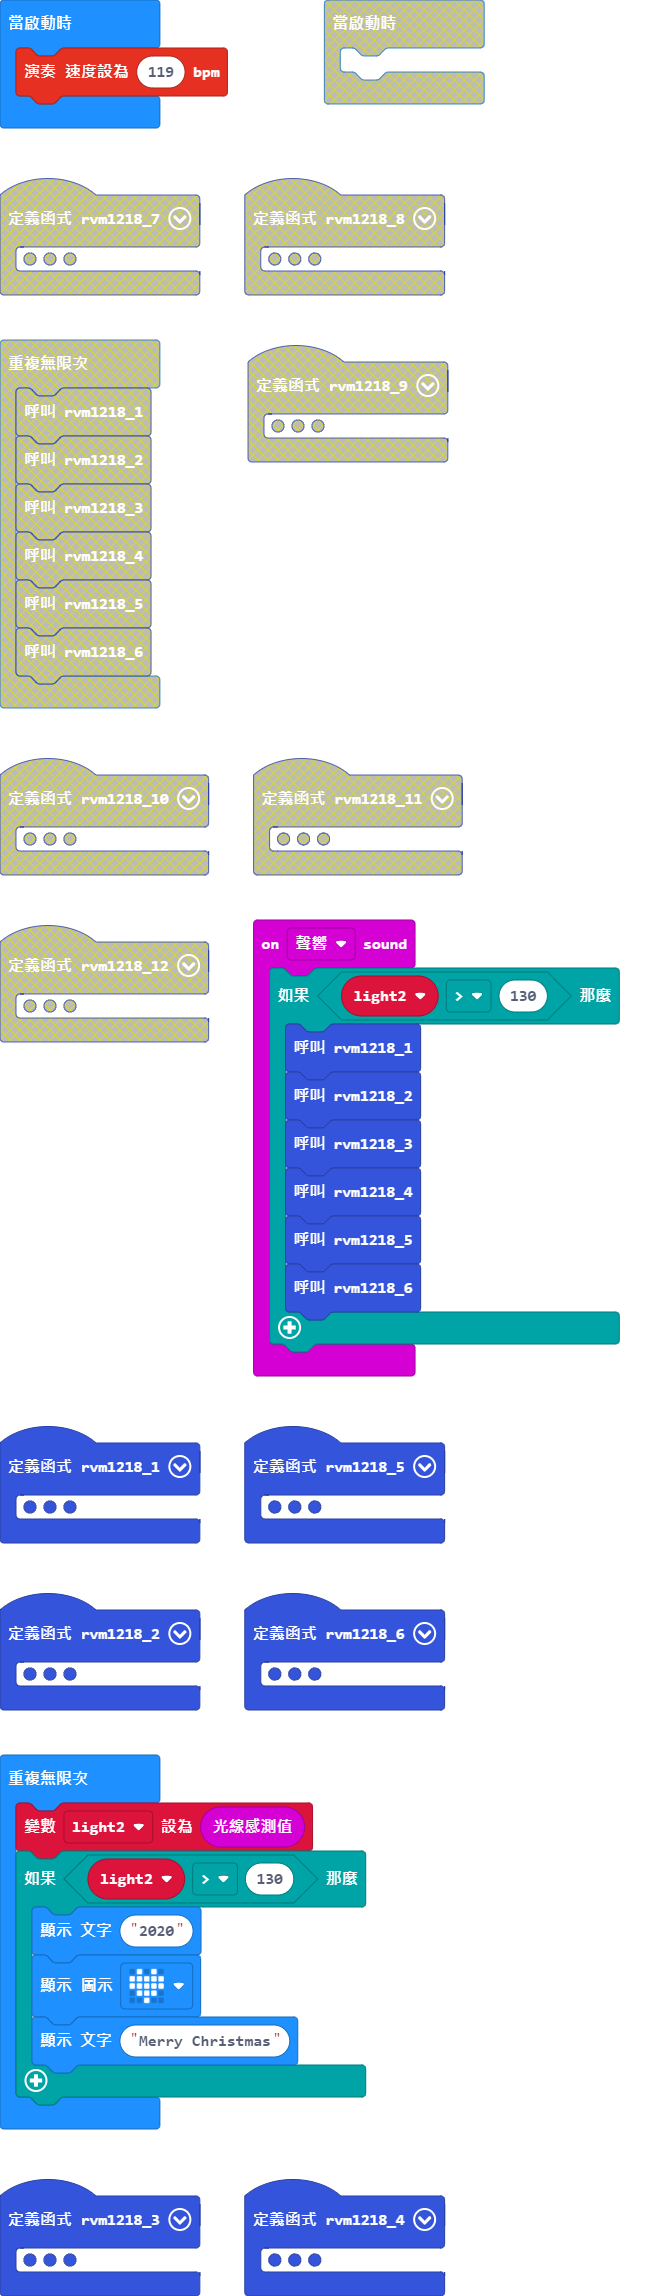 當啟動時
演奏 速度設為 119 bpm
當啟動時
定義函式 rvm1218_7
定義函式 rvm1218_8
重複無限次
呼叫 rvm1218_1
呼叫 rvm1218_2
呼叫 rvm1218_3
呼叫 rvm1218_4
呼叫 rvm1218_5
呼叫 rvm1218_6
定義函式 rvm1218_9
定義函式 rvm1218_10
定義函式 rvm1218_11
定義函式 rvm1218_12
on 聲響 sound
如果 light2 > 130 那麼
呼叫 rvm1218_1
呼叫 rvm1218_2
呼叫 rvm1218_3
呼叫 rvm1218_4
呼叫 rvm1218_5
呼叫 rvm1218_6
定義函式 rvm1218_1
定義函式 rvm1218_5
定義函式 rvm1218_2
定義函式 rvm1218_6
重複無限次
變數 light2 設為 光線感測值
如果 light2 > 130 那麼
顯示 文字 "2020"
顯示 圖示
顯示 文字 "Merry Christmas"
定義函式 rvm1218_3
定義函式 rvm1218_4